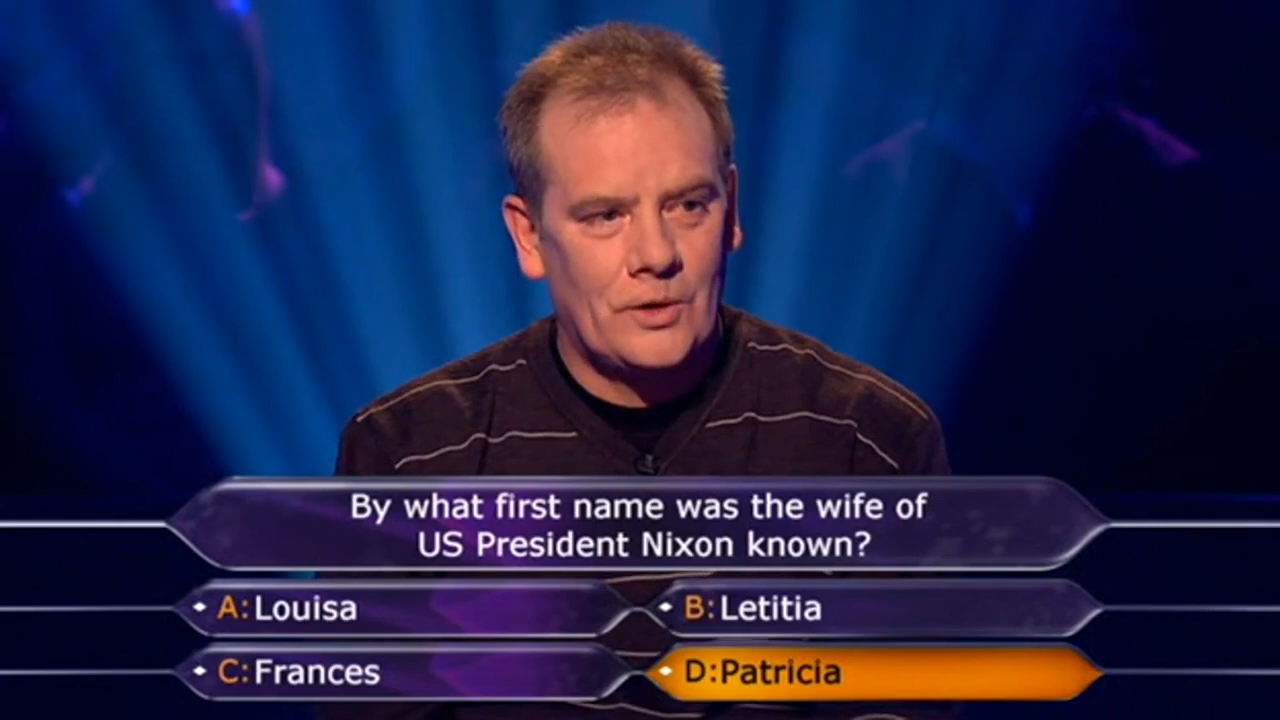 By what first name was the wife of
US President Nixon known?
A: Louisa
B: Letitia
C: Frances
D: Patricia